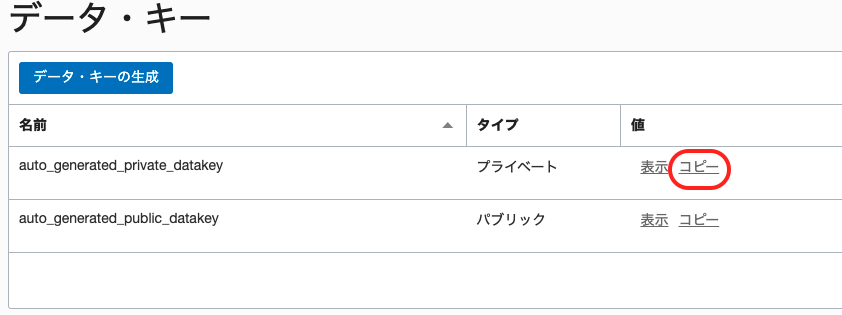 データ・キー
データ・キーの生成
名前 タイプ 値
auto_generated_private_datakey プライベート 表示 コピー
auto_generated_public_datakey パブリック 表示 コピー